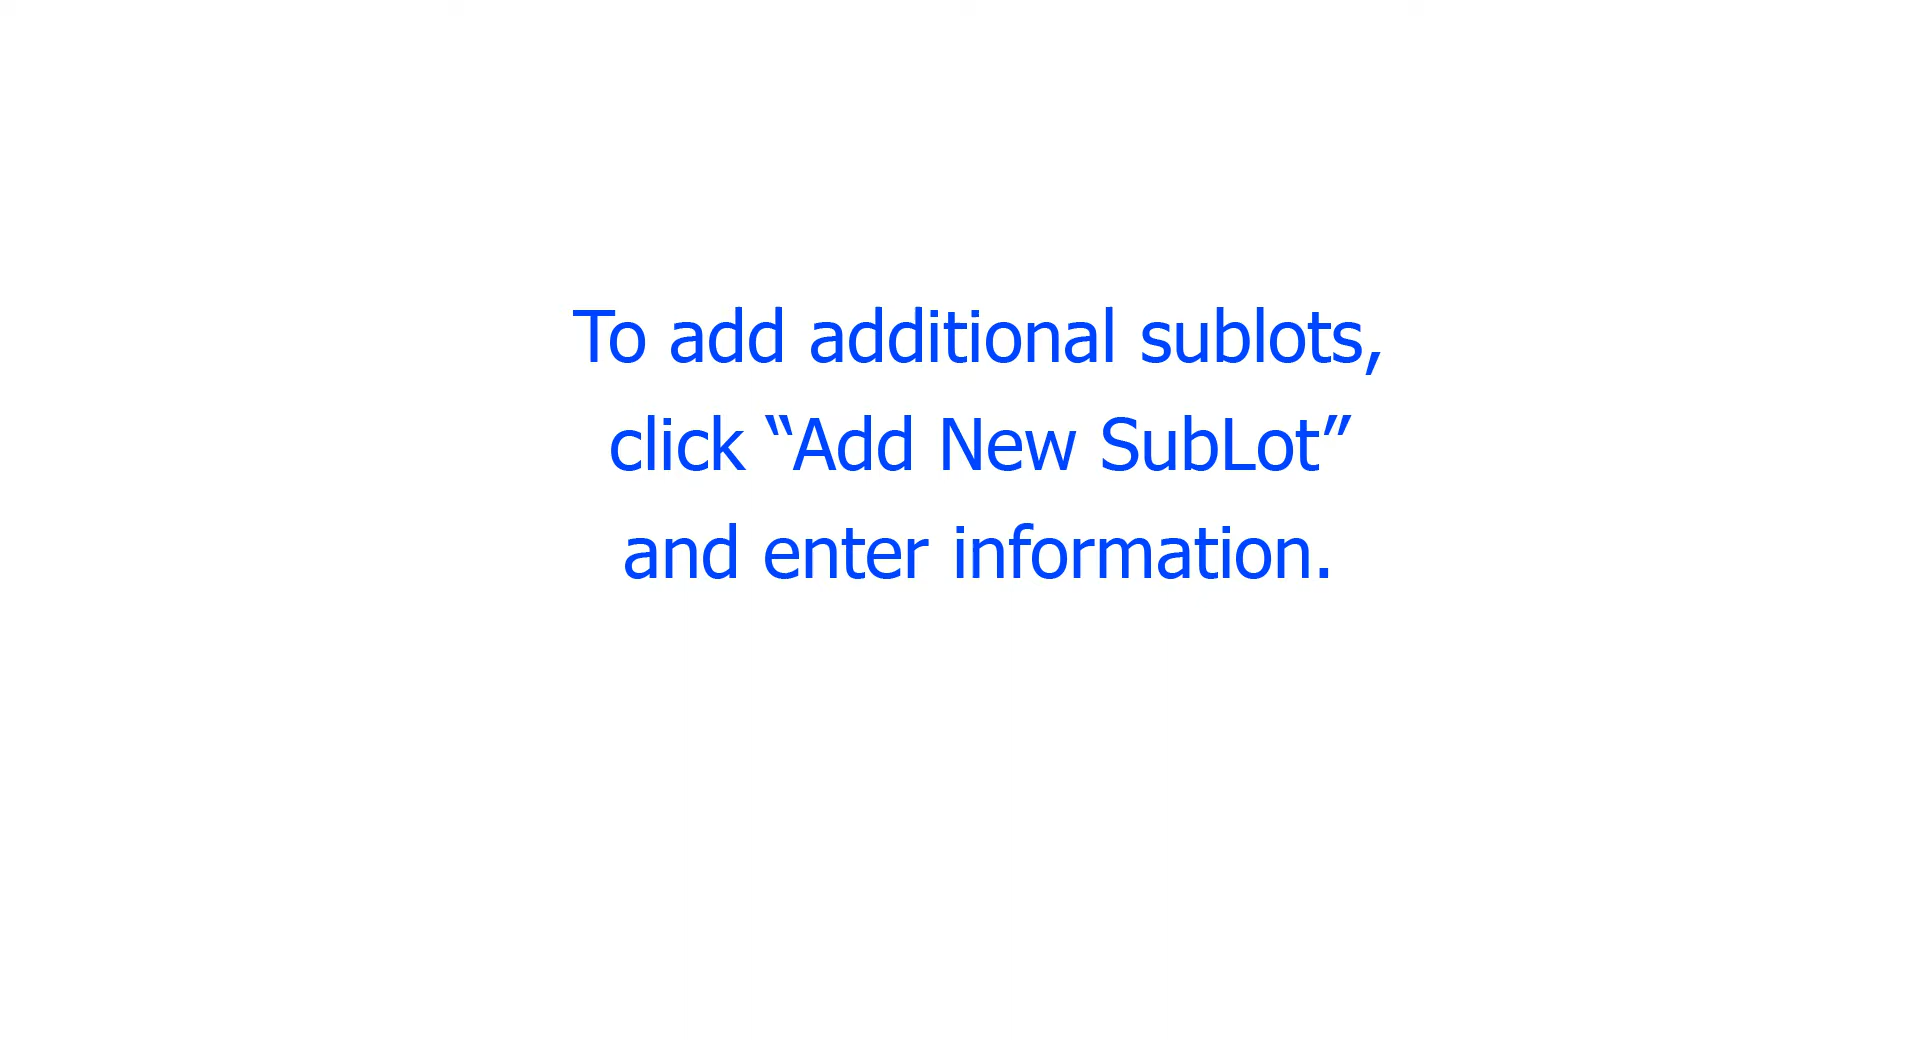 To add additional sublots,
click “Add New SubLot”
and enter information.